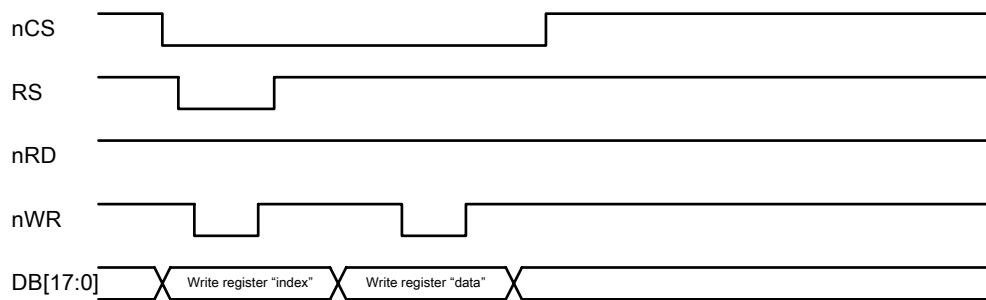 nCS
RS
nRD
nWR
DB[17:0]
Write register “index”
Write register “data”